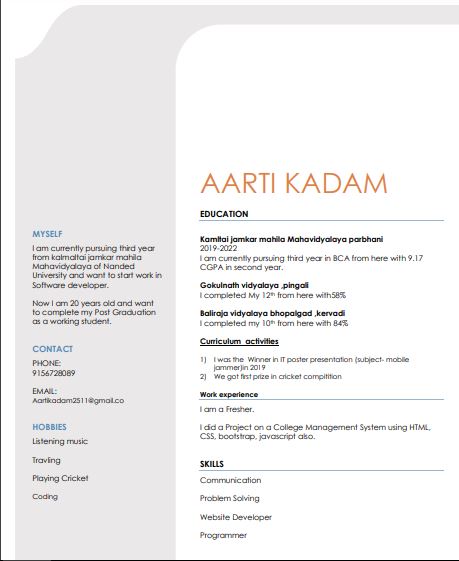 AARTI KADAM
MYSELF
I am currently pursuing third year
from kalmaltai jamkar mahila
Mahavidyalaya of Nanded
University and want to start work in
Software developer.
Now I am 20 years old and want
to complete my Post Graduation
as a working student.
CONTACT
PHONE:
9156728089
EMAIL:
Aartikadam2511@gmail.co
HOBBIES
Listening music
Travling
Playing Cricket
Coding
EDUCATION
Kamltai jamkar mahila Mahavidyalaya parbhani
2019-2022
I am currently pursuing third year in BCA from here with 9.17
CGPA in second year.
Gokulnath vidyalaya ,pingali
I completed My 12th from here with58%
Baliraja vidyalaya bhopalgad ,kervadi
I completed my 10th from here with 84%
Curriculum activities
1) I was the Winner in IT poster presentation (subject- mobile
jammer)in 2019
2) We got first prize in cricket compitition
Work experience
I am a Fresher.
I did a Project on a College Management System using HTML,
CSS, bootstrap, javascript also.
SKILLS
Communication
Problem Solving
Website Developer
Programmer